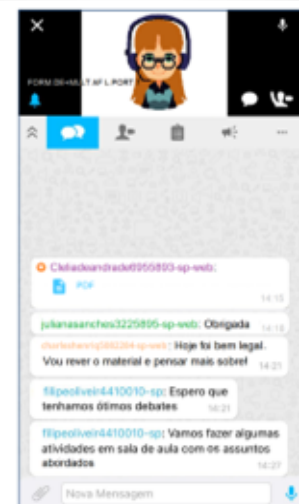 FORM DE+MULT AF L PORT
Cleliadeandrade6955893-sp-web:
PDF
14:15
julianasanches3225895-sp-web: Obrigada 14:18
Hoje foi bem legal.
Vou rever o material e pensar mais sobre! 14:21
filipeoliveir4410010-sp: Espero que
tenhamos ótimos debates 14:21
filipeoliveir4410010-sp: Vamos fazer algumas
atividades em sala de aula com os assuntos
abordados 14:27
Nova Mensagem